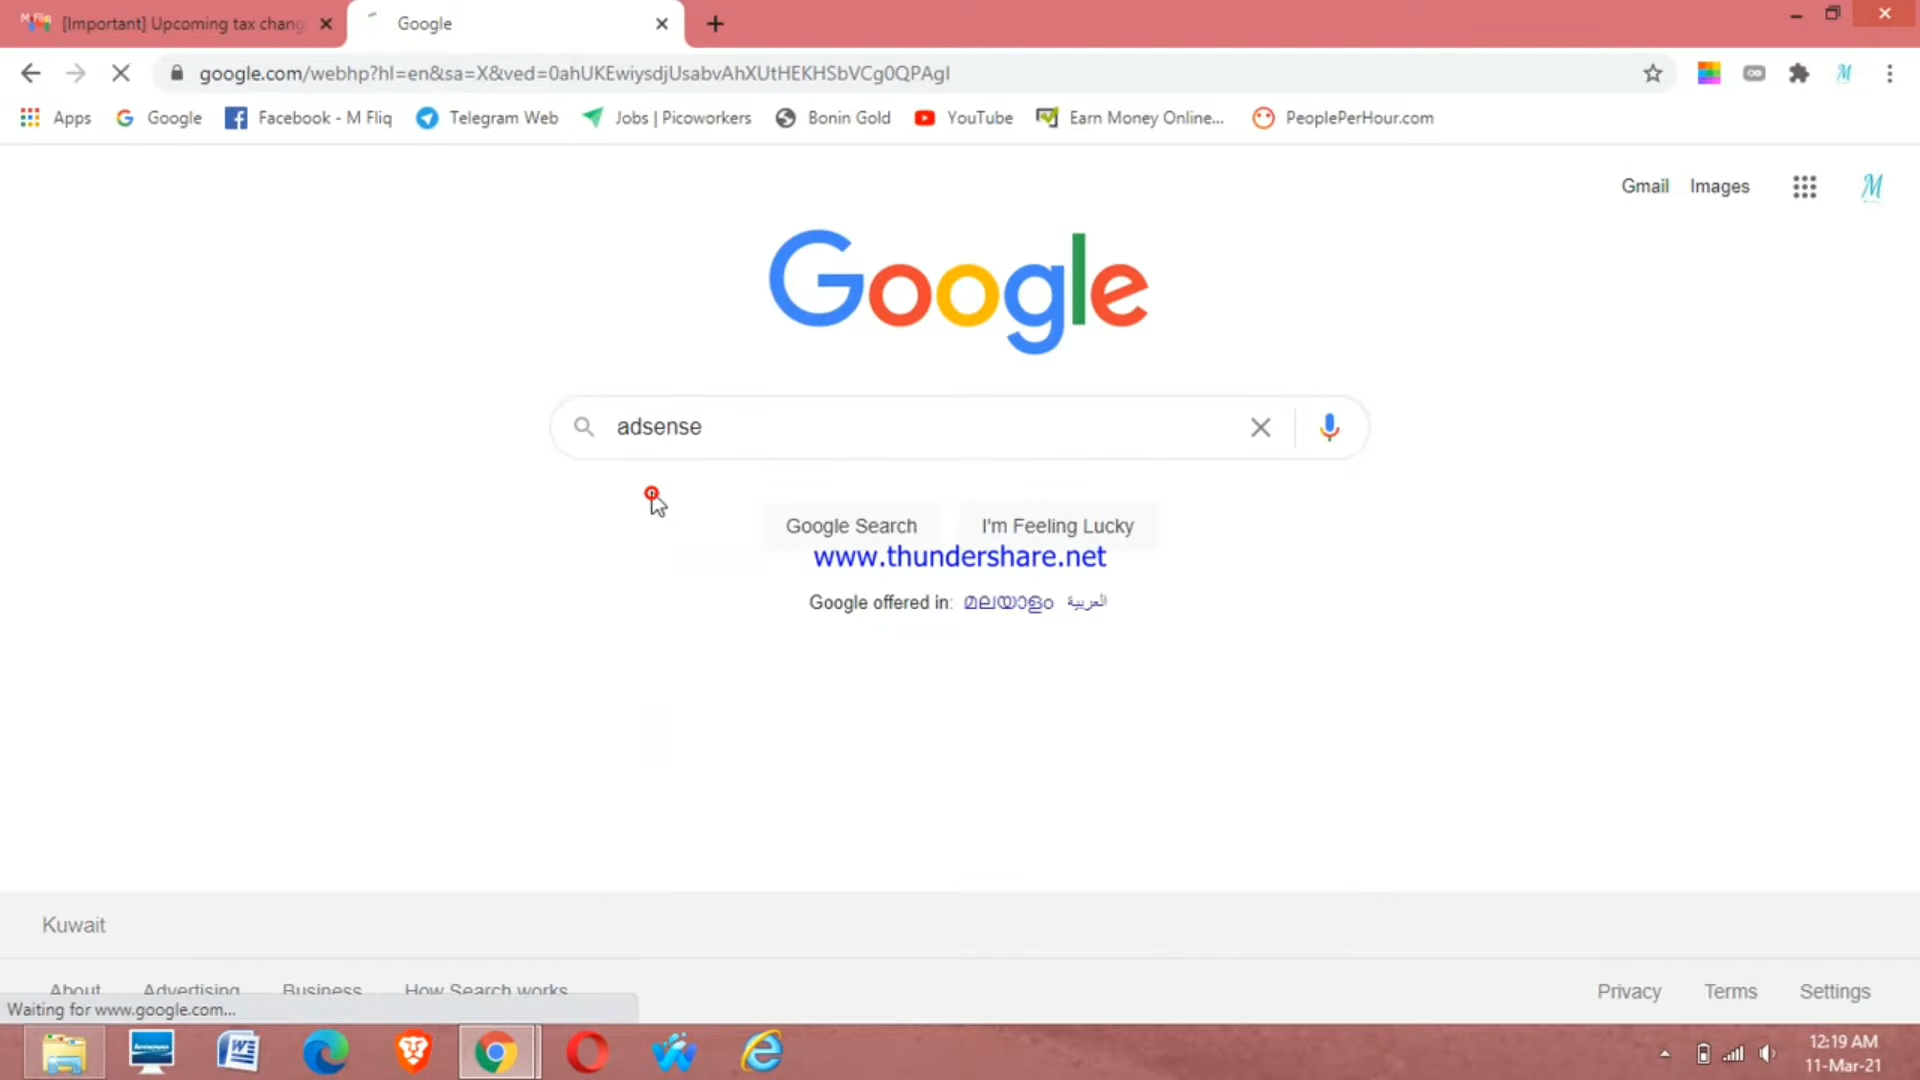 [Important] Upcoming tax chang
Google
google.com/webhp?hl=en&sa=X&ved=0ahUKEwiysdjUsabvAhXUtHEKHSbVCg0QPAgI
Apps Google Facebook - M Fliq Telegram Web Jobs | Picoworkers Bonin Gold YouTube Earn Money Online... PeoplePerHour.com
Gmail Images
Google
adsense
Google Search I'm Feeling Lucky
www.thundershare.net
Google offered in: മലയാളം العربية
Kuwait
About Advertising Business How Search works Privacy Terms Settings
Waiting for www.google.com...
12:19 AM
11-Mar-21